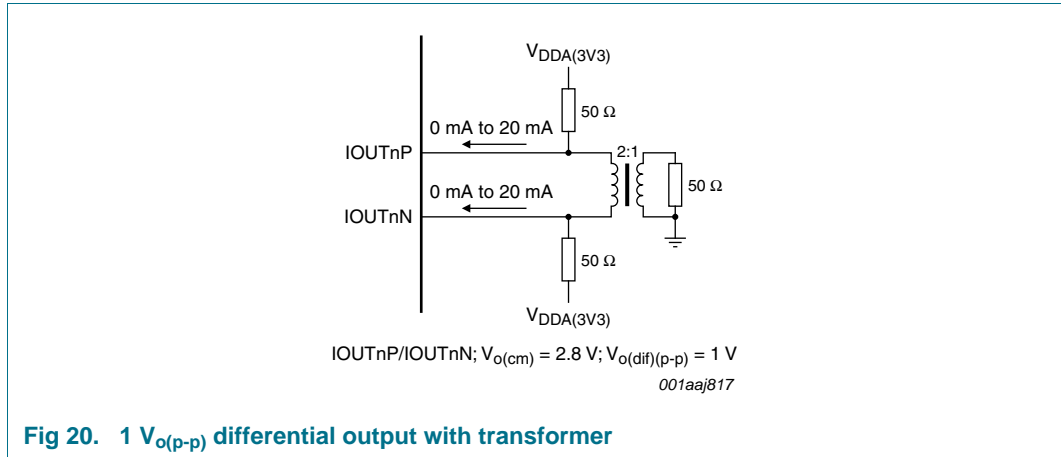 VDDA(3V3)
50 Ω
0 mA to 20 mA
IOUTnP
2:1
50 Ω
0 mA to 20 mA
IOUTnN
50 Ω
VDDA(3V3)
IOUTnP/IOUTnN; Vo(cm) = 2.8 V; Vo(dif)(p-p) = 1 V
001aaj817
Fig 20. 1 Vo(p-p) differential output with transformer